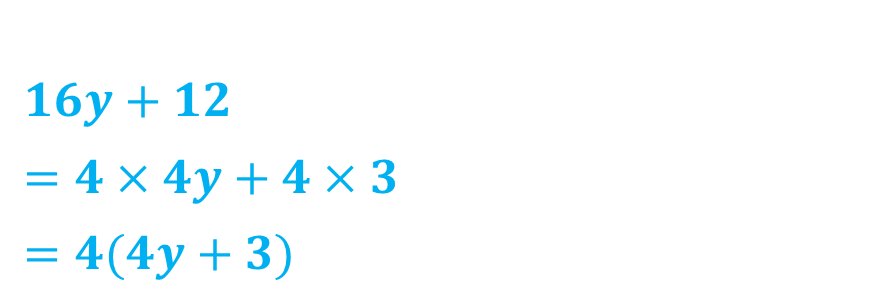 16y + 12
= 4 × 4y + 4 × 3
= 4(4y + 3)